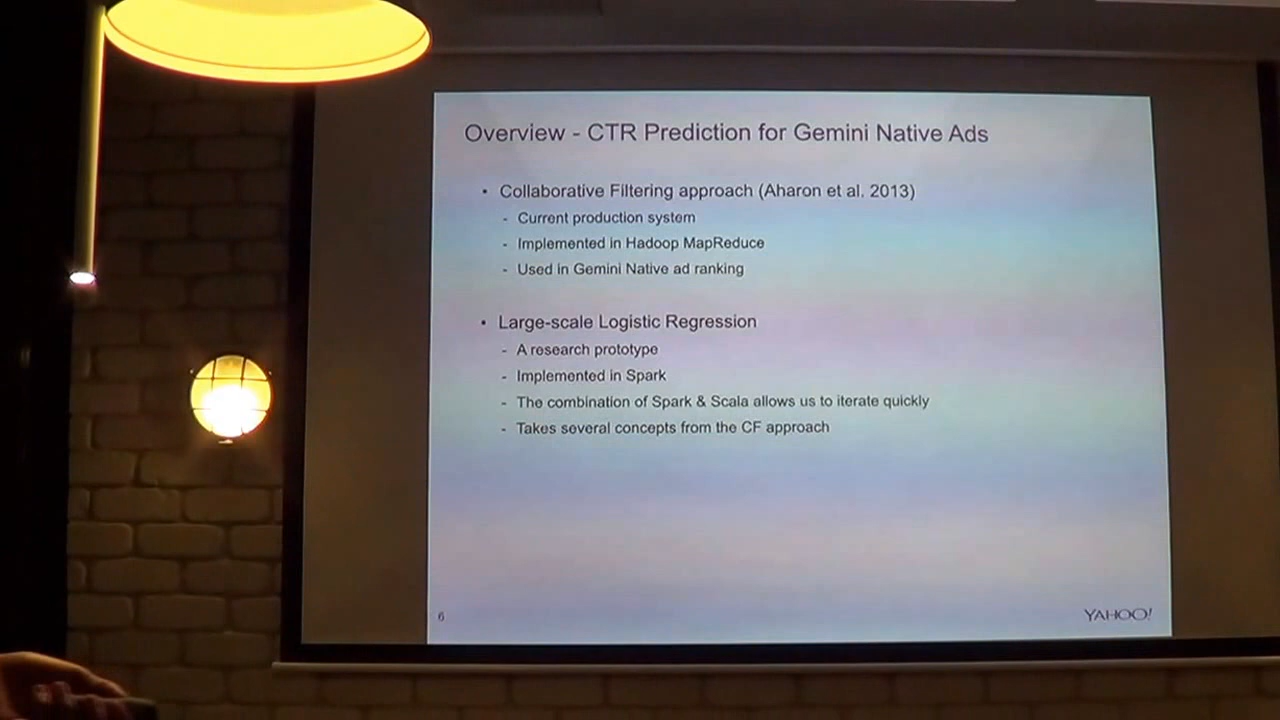 Overview - CTR Prediction for Gemini Native Ads
• Collaborative Filtering approach (Aharon et al. 2013)
- Current production system
- Implemented in Hadoop MapReduce
- Used in Gemini Native ad ranking
• Large-scale Logistic Regression
- A research prototype
- Implemented in Spark
- The combination of Spark & Scala allows us to iterate quickly
- Takes several concepts from the CF approach
6
YAHOO!